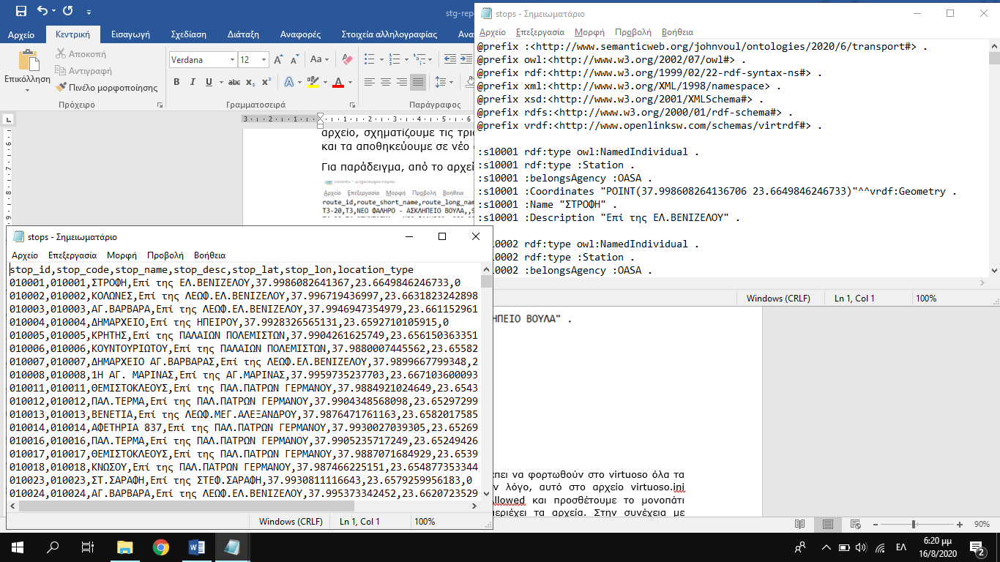 stg-rep
Αρχείο Κεντρική Εισαγωγή Σχεδίαση Διάταξη Αναφορές Στοιχεία αλληλογραφίας Ανα
Επικόλληση
Αποκοπή
Αντιγραφή
Πινέλο μορφοποίησης
Verdana 12
B I U abc x₂ x²
Πρόχειρο Γραμματοσειρά Παράγραφος
3 2 1 1 2 3 4 5 6
αρχείο, σχηματίζουμε τις τρι
και τα αποθηκεύουμε σε νέο
Για παράδειγμα, από το αρχεί
routes - Σημειωματάριο
Αρχείο Επεξεργασία Μορφή Προβολή Βοήθεια
route_id,route_short_name,route_long_nam
Τ3-20,Τ3,ΝΕΟ ΦΑΛΗΡΟ - ΑΣΚΛΗΠΕΙΟ ΒΟΥΛΑ,,9
stops - Σημειωματάριο
Αρχείο Επεξεργασία Μορφή Προβολή Βοήθεια
@prefix :<http://www.semanticweb.org/johnvoul/ontologies/2020/6/transport#> .
@prefix owl:<http://www.w3.org/2002/07/owl#> .
@prefix rdf:<http://www.w3.org/1999/02/22-rdf-syntax-ns#> .
@prefix xml:<http://www.w3.org/XML/1998/namespace> .
@prefix xsd:<http://www.w3.org/2001/XMLSchema#> .
@prefix rdfs:<http://www.w3.org/2000/01/rdf-schema#> .
@prefix vrdf:<http://www.openlinksw.com/schemas/virtrdf#> .
:s10001 rdf:type owl:NamedIndividual .
:s10001 rdf:type :Station .
:s10001 :belongsAgency :OASA .
:s10001 :Coordinates "POINT(37.998608264136706 23.6649846246733)"^^vrdf:Geometry .
:s10001 :Name "ΣΤΡΟΦΗ" .
:s10001 :Description "Επί της ΕΛ.ΒΕΝΙΖΕΛΟΥ" .
:s10002 rdf:type owl:NamedIndividual .
:s10002 rdf:type :Station .
:s10002 :belongsAgency :OASA .
Windows (CRLF) Ln 1, Col 1 100%
stops - Σημειωματάριο
Αρχείο Επεξεργασία Μορφή Προβολή Βοήθεια
stop_id,stop_code,stop_name,stop_desc,stop_lat,stop_lon,location_type
010001,010001,ΣΤΡΟΦΗ,Επί της ΕΛ.ΒΕΝΙΖΕΛΟΥ,37.9986082641367,23.6649846246733,0
010002,010002,ΚΟΛΩΝΕΣ,Επί της ΛΕΩΦ.ΕΛ.ΒΕΝΙΖΕΛΟΥ,37.996719436997,23.6631823242898
010003,010003,ΑΓ.ΒΑΡΒΑΡΑ,Επί της ΛΕΩΦ.ΕΛ.ΒΕΝΙΖΕΛΟΥ,37.9946947354979,23.661152961
010004,010004,ΔΗΜΑΡΧΕΙΟ,Επί της ΗΠΕΙΡΟΥ,37.9928326565131,23.6592710105915,0
010005,010005,ΚΡΗΤΗΣ,Επί της ΠΑΛΑΙΩΝ ΠΟΛΕΜΙΣΤΩΝ,37.9904261625749,23.656150363351
010006,010006,ΚΟΥΝΤΟΥΡΙΩΤΟΥ,Επί της ΠΑΛΑΙΩΝ ΠΟΛΕΜΙΣΤΩΝ,37.9880007445562,23.65582
010007,010007,ΔΗΜΑΡΧΕΙΟ ΑΓ.ΒΑΡΒΑΡΑΣ,Επί της ΛΕΩΦ.ΕΛ.ΒΕΝΙΖΕΛΟΥ,37.9899667799348,2
010008,010008,1Η ΑΓ. ΜΑΡΙΝΑΣ,Επί της ΑΓ.ΜΑΡΙΝΑΣ,37.9959735237703,23.667103600093
010011,010011,ΘΕΜΙΣΤΟΚΛΕΟΥΣ,Επί της ΠΑΛ.ΠΑΤΡΩΝ ΓΕΡΜΑΝΟΥ,37.9884921024649,23.6543
010012,010012,ΠΑΛ.ΤΕΡΜΑ,Επί της ΠΑΛ.ΠΑΤΡΩΝ ΓΕΡΜΑΝΟΥ,37.9904348568098,23.65297299
010013,010013,ΒΕΝΕΤΙΑ,Επί της ΛΕΩΦ.ΜΕΓ.ΑΛΕΞΑΝΔΡΟΥ,37.9876471761163,23.6582017585
010014,010014,ΑΦΕΤΗΡΙΑ 837,Επί της ΠΑΛ.ΠΑΤΡΩΝ ΓΕΡΜΑΝΟΥ,37.9930027039305,23.65269
010016,010016,ΠΑΛ.ΤΕΡΜΑ,Επί της ΠΑΛ.ΠΑΤΡΩΝ ΓΕΡΜΑΝΟΥ,37.9905235717249,23.65249426
010017,010017,ΘΕΜΙΣΤΟΚΛΕΟΥΣ,Επί της ΠΑΛ.ΠΑΤΡΩΝ ΓΕΡΜΑΝΟΥ,37.9887071684929,23.6539
010018,010018,ΚΝΩΣΟΥ,Επί της ΠΑΛ.ΠΑΤΡΩΝ ΓΕΡΜΑΝΟΥ,37.987466225151,23.654877353344
010023,010023,ΣΤ.ΣΑΡΑΦΗ,Επί της ΣΤΕΦ.ΣΑΡΑΦΗ,37.9930811116643,23.6579259956183,0
010024,010024,ΑΓ.ΒΑΡΒΑΡΑ,Επί της ΛΕΩΦ.ΕΛ.ΒΕΝΙΖΕΛΟΥ,37.995373342452,23.6620723529
Windows (CRLF) Ln 1, Col 1 100%
ΗΠΕΙΟ ΒΟΥΛΑ" .
έπει να φορτωθούν στο virtuoso όλα τα
ν λόγο, αυτό στο αρχείο virtuoso.ini
Allowed και προσθέτουμε το μονοπάτι
περιέχει τα αρχεία. Στην συνέχεια με
90%
ΕΛ
6:20 μμ
16/8/2020
2